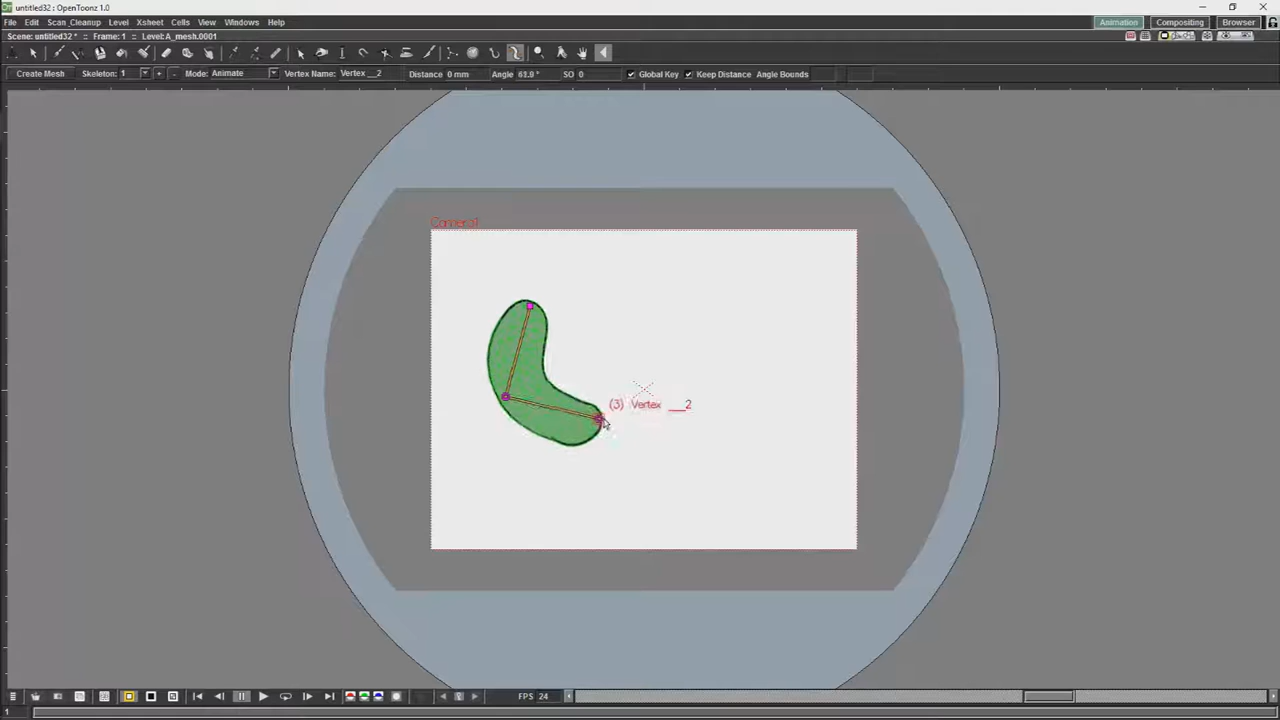 untitled32 * : OpenToonz 1.0
File Edit Scan_Cleanup Level Xsheet Cells View Windows Help
Animation Compositing Browser
Scene: untitled32 * :: Frame: 1 :: Level: A_mesh.0001
Create Mesh Skeleton: 1 + - Mode: Animate Vertex Name: Vertex __2 Distance 0 mm Angle SO 0 Global Key Keep Distance Angle Bounds
(3) Vertex __2
FPS 24
1